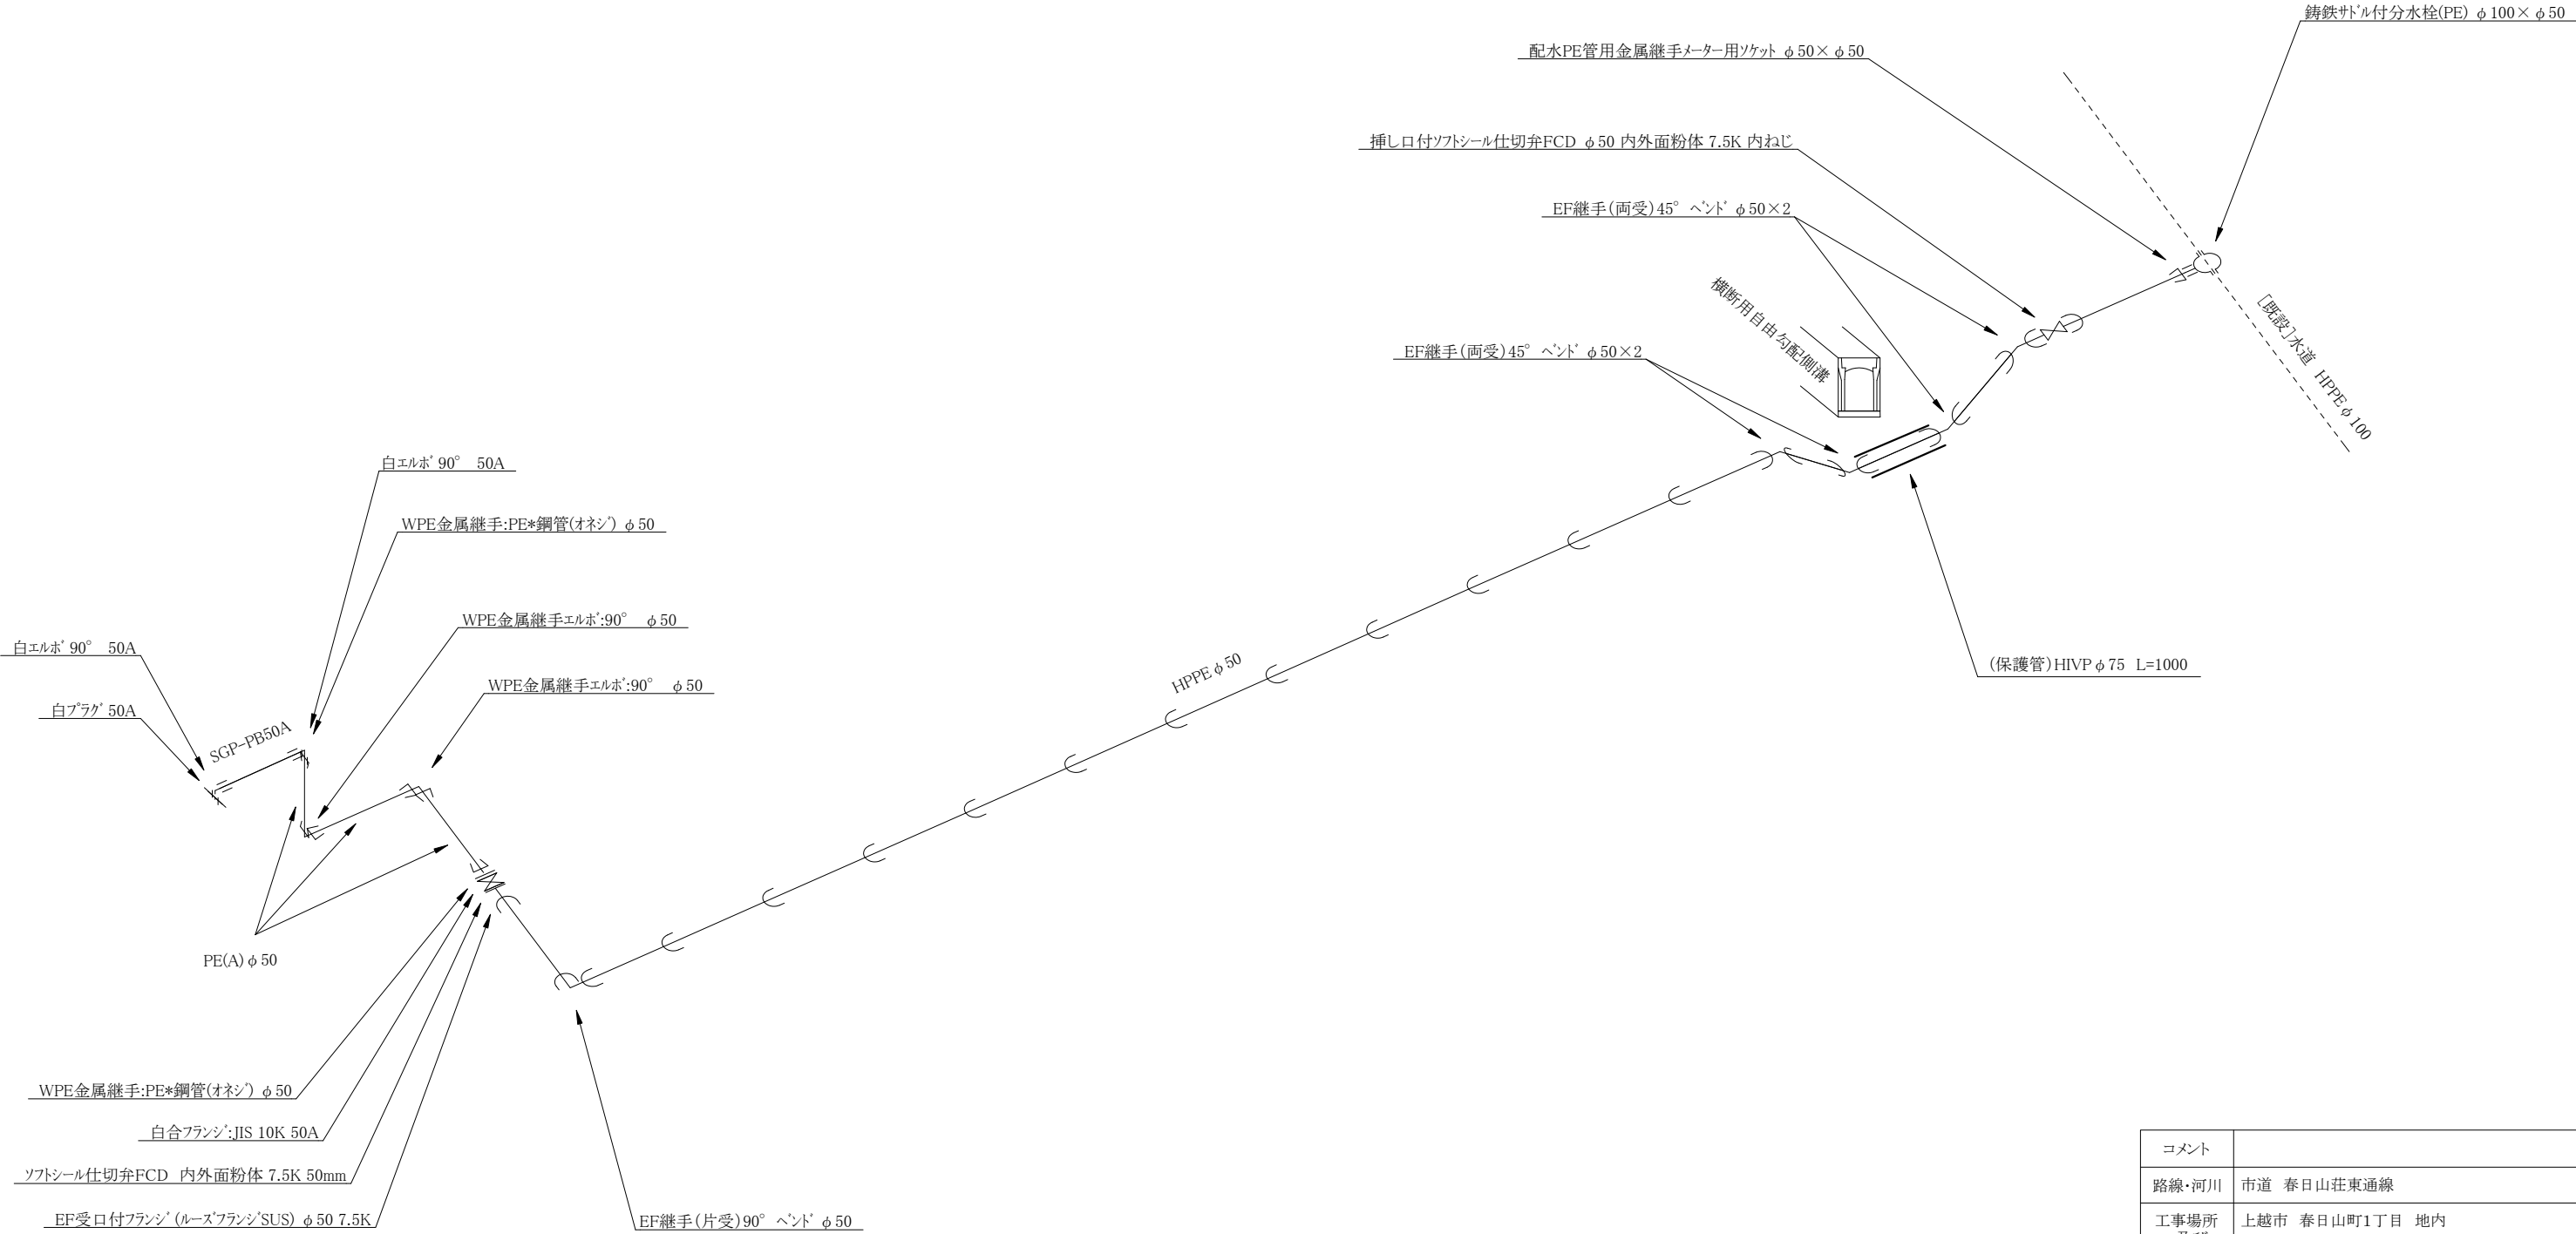 鋳鉄ｻﾄﾞﾙ付分水栓(PE) φ100×φ50
配水PE管用金属継手ﾒｰﾀｰ用ｿｹｯﾄ φ50×φ50
挿し口付ｿﾌﾄｼｰﾙ仕切弁FCD φ50 内外面粉体 7.5K 内ねじ
EF継手(両受)45° ﾍﾞﾝﾄﾞ φ50×2
横断用自由勾配側溝
[既設]水道 HPPEφ100
EF継手(両受)45° ﾍﾞﾝﾄﾞ φ50×2
白ｴﾙﾎﾞ 90° 50A
WPE金属継手:PE*鋼管(ｵﾈｼﾞ) φ50
WPE金属継手ｴﾙﾎﾞ:90° φ50
白ｴﾙﾎﾞ 90° 50A
HPPEφ50
(保護管)HIVPφ75 L=1000
WPE金属継手ｴﾙﾎﾞ:90° φ50
白ﾌﾟﾗｸﾞ 50A
SGP-PB50A
PE(A)φ50
WPE金属継手:PE*鋼管(ｵﾈｼﾞ) φ50
白合ﾌﾗﾝｼﾞ:JIS 10K 50A
ｿﾌﾄｼｰﾙ仕切弁FCD 内外面粉体 7.5K 50mm
EF受口付ﾌﾗﾝｼﾞ(ﾙｰｽﾞﾌﾗﾝｼﾞSUS) φ50 7.5K
EF継手(片受)90° ﾍﾞﾝﾄﾞ φ50
コメント
路線・河川 市道 春日山荘東通線
工事場所 上越市 春日山町1丁目 地内